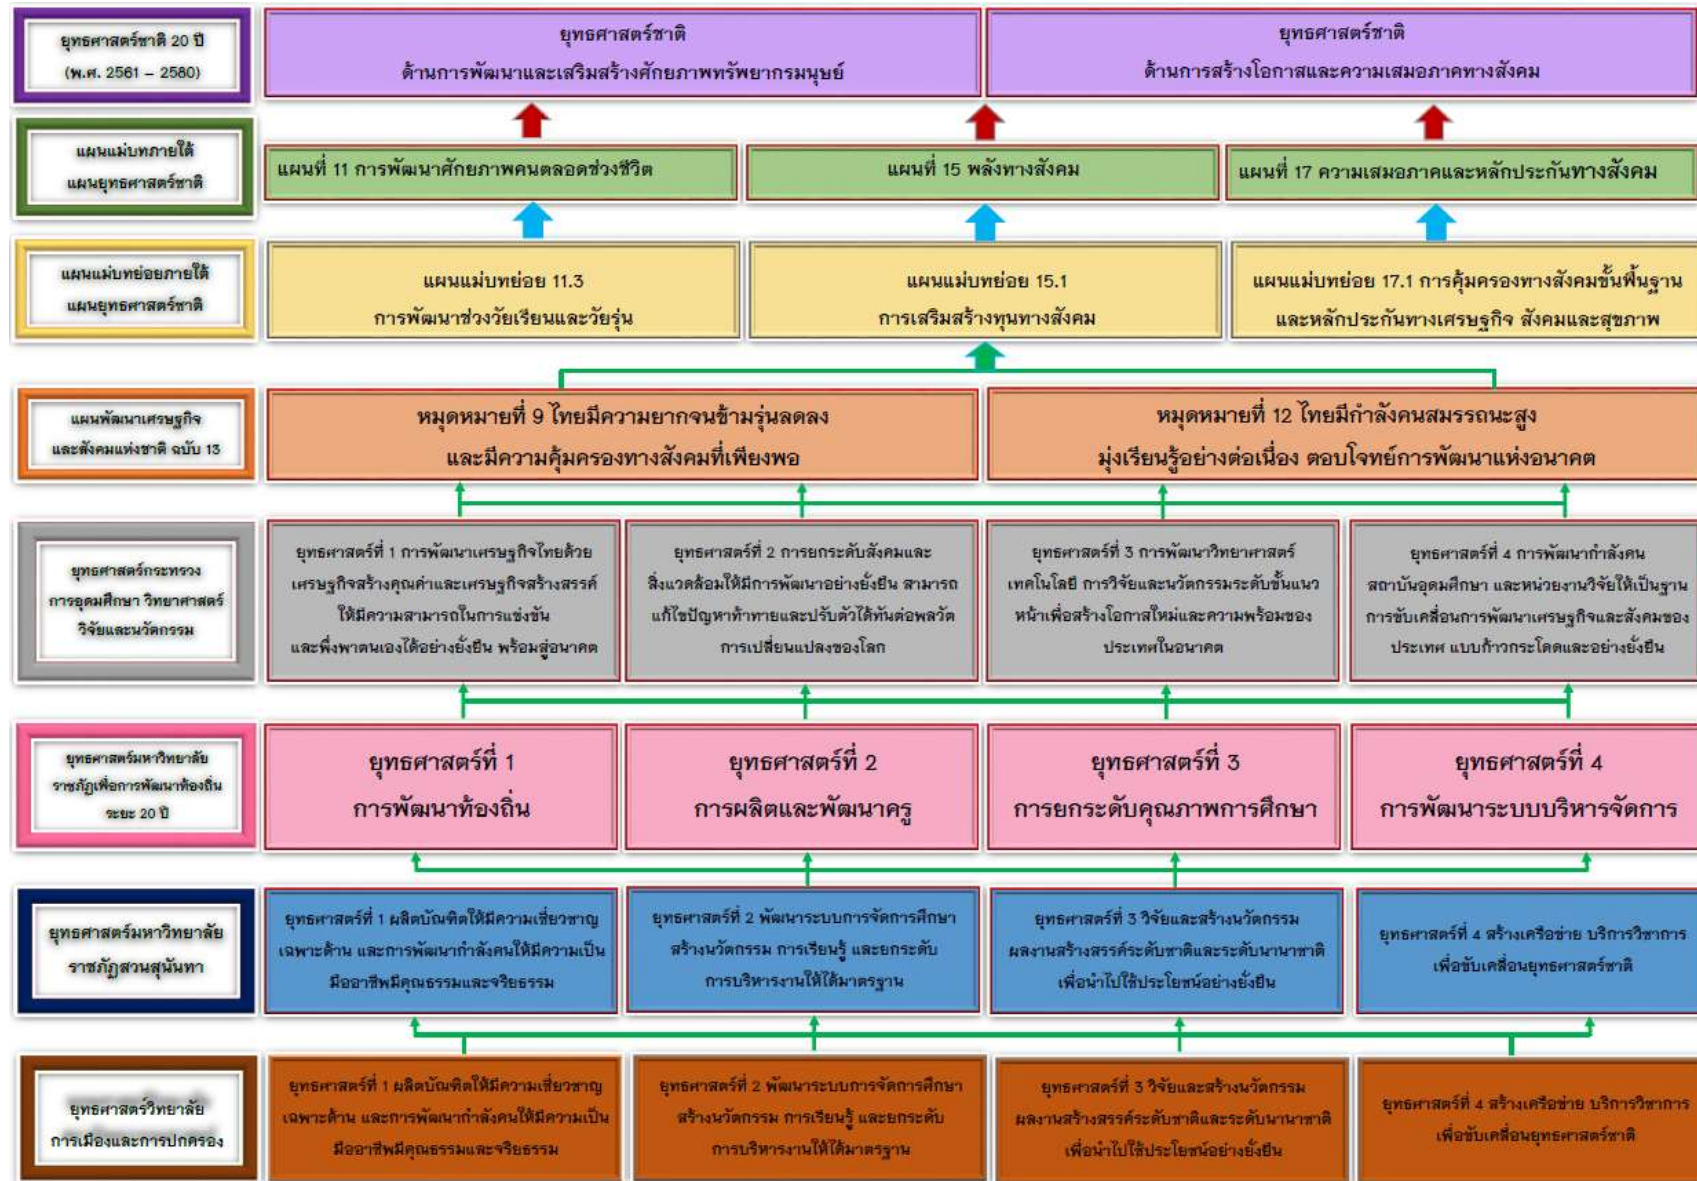 ยุทธศาสตร์ชาติ 20 ปี
(พ.ศ. 2561 – 2580)
ยุทธศาสตร์ชาติ
ด้านการพัฒนาและเสริมสร้างศักยภาพทรัพยากรมนุษย์
ยุทธศาสตร์ชาติ
ด้านการสร้างโอกาสและความเสมอภาคทางสังคม
แผนแม่บทภายใต้
แผนยุทธศาสตร์ชาติ
แผนที่ 11 การพัฒนาศักยภาพคนตลอดช่วงชีวิต
แผนที่ 15 พลังทางสังคม
แผนที่ 17 ความเสมอภาคและหลักประกันทางสังคม
แผนแม่บทย่อยภายใต้
แผนยุทธศาสตร์ชาติ
แผนแม่บทย่อย 11.3
การพัฒนาช่วงวัยเรียนและวัยรุ่น
แผนแม่บทย่อย 15.1
การเสริมสร้างทุนทางสังคม
แผนแม่บทย่อย 17.1 การคุ้มครองทางสังคมขั้นพื้นฐาน
และหลักประกันทางเศรษฐกิจ สังคมและสุขภาพ
แผนพัฒนาเศรษฐกิจ
และสังคมแห่งชาติ ฉบับ 13
หมุดหมายที่ 9 ไทยมีความยากจนข้ามรุ่นลดลง
และมีความคุ้มครองทางสังคมที่เพียงพอ
หมุดหมายที่ 12 ไทยมีกำลังคนสมรรถนะสูง
มุ่งเรียนรู้อย่างต่อเนื่อง ตอบโจทย์การพัฒนาแห่งอนาคต
ยุทธศาสตร์กระทรวง
การอุดมศึกษา วิทยาศาสตร์
วิจัยและนวัตกรรม
ยุทธศาสตร์ที่ 1 การพัฒนาเศรษฐกิจไทยด้วย
เศรษฐกิจสร้างคุณค่าและเศรษฐกิจสร้างสรรค์
ให้มีความสามารถในการแข่งขัน
และพึ่งพาตนเองได้อย่างยั่งยืน พร้อมสู่อนาคต
ยุทธศาสตร์ที่ 2 การยกระดับสังคมและ
สิ่งแวดล้อมให้มีการพัฒนาอย่างยั่งยืน สามารถ
แก้ไขปัญหาท้าทายและปรับตัวได้ทันต่อพลวัต
การเปลี่ยนแปลงของโลก
ยุทธศาสตร์ที่ 3 การพัฒนาวิทยาศาสตร์
เทคโนโลยี การวิจัยและนวัตกรรมระดับขั้นแนว
หน้าเพื่อสร้างโอกาสใหม่และความพร้อมของ
ประเทศในอนาคต
ยุทธศาสตร์ที่ 4 การพัฒนากำลังคน
สถาบันอุดมศึกษา และหน่วยงานวิจัยให้เป็นฐาน
การขับเคลื่อนการพัฒนาเศรษฐกิจและสังคมของ
ประเทศ แบบก้าวกระโดดและอย่างยั่งยืน
ยุทธศาสตร์มหาวิทยาลัย
ราชภัฏเพื่อการพัฒนาท้องถิ่น
ระยะ 20 ปี
ยุทธศาสตร์ที่ 1
การพัฒนาท้องถิ่น
ยุทธศาสตร์ที่ 2
การผลิตและพัฒนาครู
ยุทธศาสตร์ที่ 3
การยกระดับคุณภาพการศึกษา
ยุทธศาสตร์ที่ 4
การพัฒนาระบบบริหารจัดการ
ยุทธศาสตร์มหาวิทยาลัย
ราชภัฏสวนสุนันทา
ยุทธศาสตร์ที่ 1 ผลิตบัณฑิตให้มีความเชี่ยวชาญ
เฉพาะด้าน และการพัฒนากำลังคนให้มีความเป็น
มืออาชีพมีคุณธรรมและจริยธรรม
ยุทธศาสตร์ที่ 2 พัฒนาระบบการจัดการศึกษา
สร้างนวัตกรรม การเรียนรู้ และยกระดับ
การบริหารงานให้ได้มาตรฐาน
ยุทธศาสตร์ที่ 3 วิจัยและสร้างนวัตกรรม
ผลงานสร้างสรรค์ระดับชาติและระดับนานาชาติ
เพื่อนำไปใช้ประโยชน์อย่างยั่งยืน
ยุทธศาสตร์ที่ 4 สร้างเครือข่าย บริการวิชาการ
เพื่อขับเคลื่อนยุทธศาสตร์ชาติ
ยุทธศาสตร์วิทยาลัย
การเมืองและการปกครอง
ยุทธศาสตร์ที่ 1 ผลิตบัณฑิตให้มีความเชี่ยวชาญ
เฉพาะด้าน และการพัฒนากำลังคนให้มีความเป็น
มืออาชีพมีคุณธรรมและจริยธรรม
ยุทธศาสตร์ที่ 2 พัฒนาระบบการจัดการศึกษา
สร้างนวัตกรรม การเรียนรู้ และยกระดับ
การบริหารงานให้ได้มาตรฐาน
ยุทธศาสตร์ที่ 3 วิจัยและสร้างนวัตกรรม
ผลงานสร้างสรรค์ระดับชาติและระดับนานาชาติ
เพื่อนำไปใช้ประโยชน์อย่างยั่งยืน
ยุทธศาสตร์ที่ 4 สร้างเครือข่าย บริการวิชาการ
เพื่อขับเคลื่อนยุทธศาสตร์ชาติ